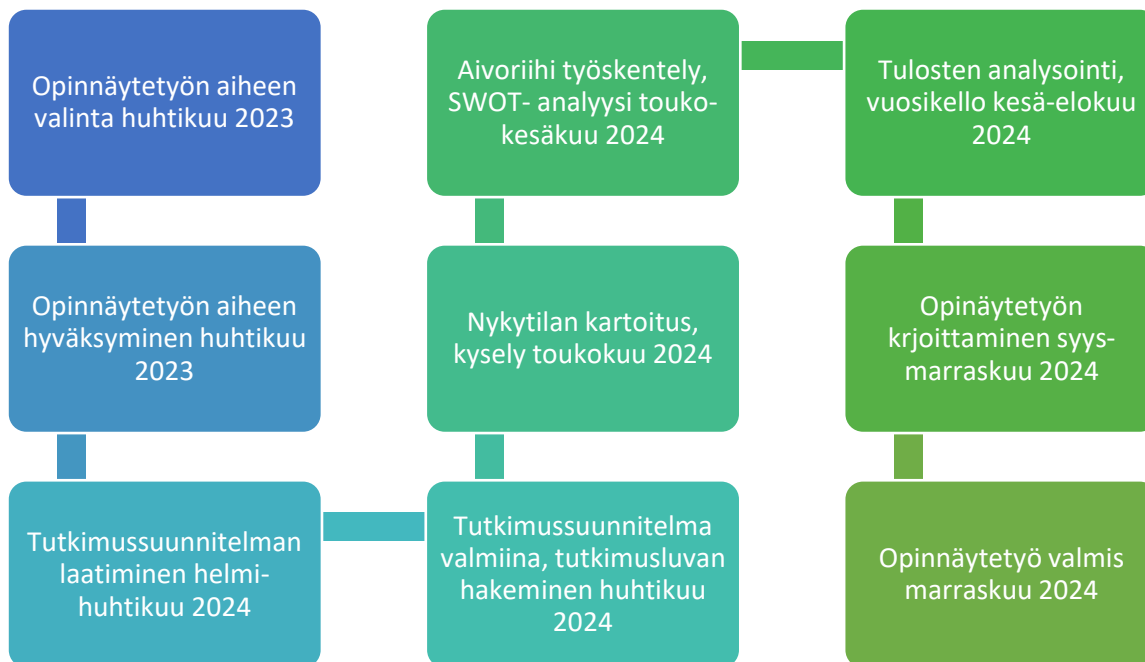 Opinnäytetyön aiheen
valinta huhtikuu 2023
Opinnäytetyön aiheen
hyväksyminen huhtikuu
2023
Tutkimussuunnitelman
laatiminen helmi-
huhtikuu 2024
Tutkimussuunnitelma
valmiina, tutkimusluvan
hakeminen huhtikuu
2024
Nykytilan kartoitus,
kysely toukokuu 2024
Aivoriihi työskentely,
SWOT- analyysi touko-
kesäkuu 2024
Tulosten analysointi,
vuosikello kesä-elokuu
2024
Opinäytetyön
krjoittaminen syys-
marraskuu 2024
Opinnäytetyö valmis
marraskuu 2024